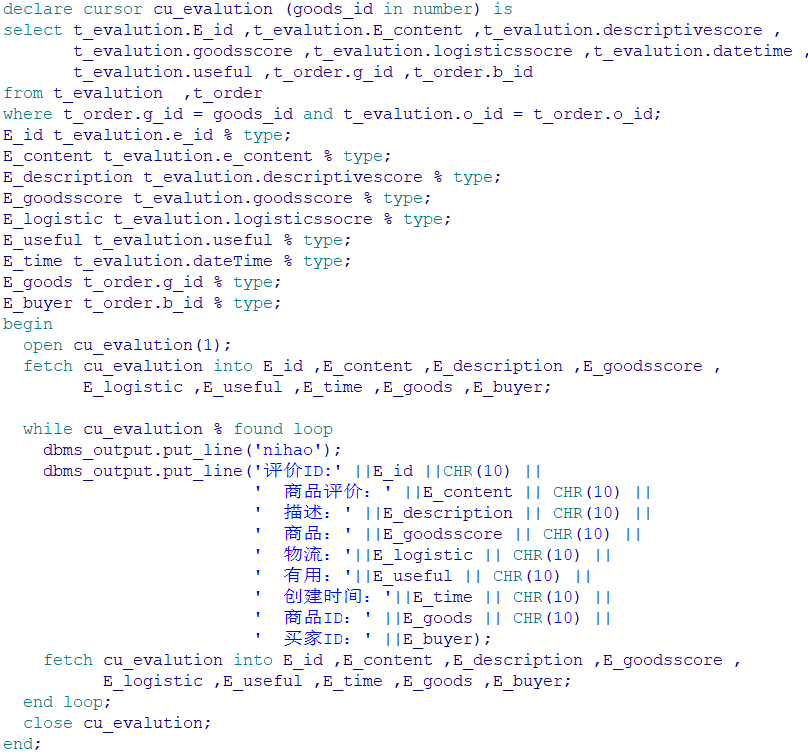 declare cursor cu_evalution (goods_id in number) is
select t_evalution.E_id ,t_evalution.E_content ,t_evalution.descriptivescore ,
       t_evalution.goodsscore ,t_evalution.logisticssocre ,t_evalution.datetime ,
       t_evalution.useful ,t_order.g_id ,t_order.b_id
from t_evalution  ,t_order
where t_order.g_id = goods_id and t_evalution.o_id = t_order.o_id;
E_id t_evalution.e_id % type;
E_content t_evalution.e_content % type;
E_description t_evalution.descriptivescore % type;
E_goodsscore t_evalution.goodsscore % type;
E_logistic t_evalution.logisticssocre % type;
E_useful t_evalution.useful % type;
E_time t_evalution.dateTime % type;
E_goods t_order.g_id % type;
E_buyer t_order.b_id % type;
begin
  open cu_evalution(1);
  fetch cu_evalution into E_id ,E_content ,E_description ,E_goodsscore ,
        E_logistic ,E_useful ,E_time ,E_goods ,E_buyer;
  while cu_evalution % found loop
    dbms_output.put_line('nihao');
    dbms_output.put_line('评价ID:' ||E_id ||CHR(10) ||
                         '  商品评价：' ||E_content || CHR(10) ||
                         '  描述：' ||E_description || CHR(10) ||
                         '  商品：' ||E_goodsscore || CHR(10) ||
                         '  物流：'||E_logistic || CHR(10) ||
                         '  有用：'||E_useful || CHR(10) ||
                         '  创建时间：'||E_time || CHR(10) ||
                         '  商品ID：' ||E_goods || CHR(10) ||
                         '  买家ID：' ||E_buyer);
    fetch cu_evalution into E_id ,E_content ,E_description ,E_goodsscore ,
          E_logistic ,E_useful ,E_time ,E_goods ,E_buyer;
  end loop;
  close cu_evalution;
end;